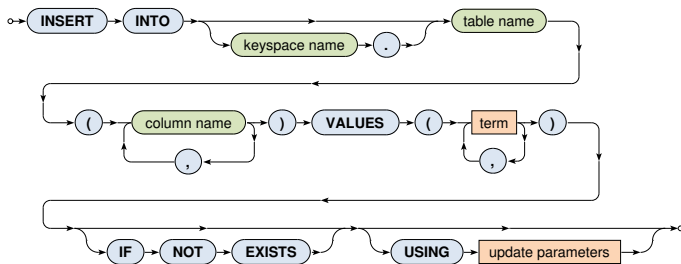 INSERT INTO table name
keyspace name .
( column name ) VALUES ( term )
, ,
IF NOT EXISTS USING update parameters